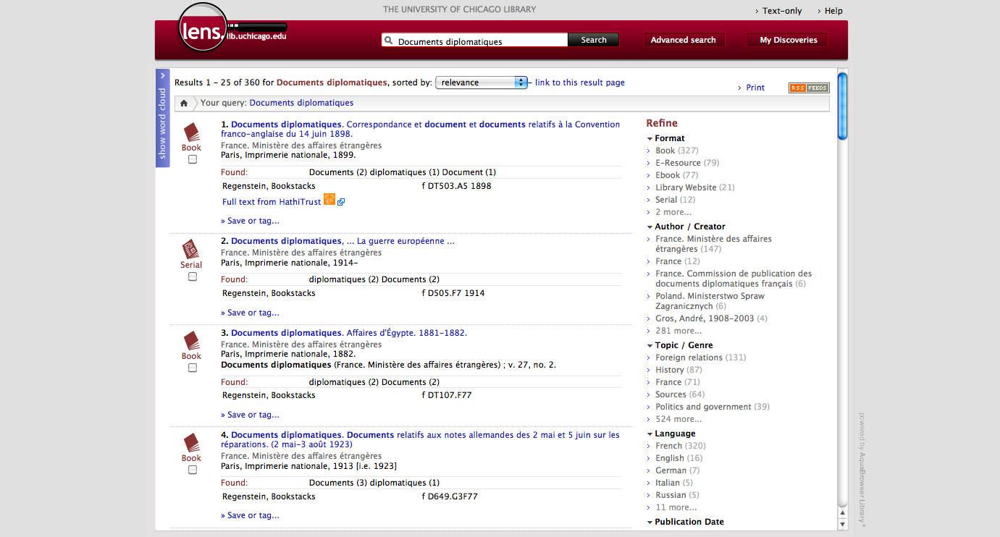 THE UNIVERSITY OF CHICAGO LIBRARY
› Text-only › Help
lens.lib.uchicago.edu
Documents diplomatiques Search Advanced search My Discoveries
show word cloud
Results 1 - 25 of 360 for Documents diplomatiques, sorted by: relevance - link to this result page
› Print RSS FEEDS
Your query: Documents diplomatiques
Book
1. Documents diplomatiques. Correspondance et document et documents relatifs à la Convention
franco-anglaise du 14 juin 1898.
France. Ministère des affaires étrangères
Paris, Imprimerie nationale, 1899.
Found: Documents (2) diplomatiques (1) Document (1)
Regenstein, Bookstacks f DT503.A5 1898
Full text from HathiTrust
» Save or tag...
Serial
2. Documents diplomatiques, ... La guerre européenne ...
France. Ministère des affaires étrangères
Paris, Imprimerie nationale, 1914-
Found: diplomatiques (2) Documents (2)
Regenstein, Bookstacks f D505.F7 1914
» Save or tag...
Book
3. Documents diplomatiques. Affaires d'Égypte. 1881-1882.
France. Ministère des affaires étrangères
Paris, Imprimerie nationale, 1882.
Documents diplomatiques (France. Ministère des affaires étrangères) ; v. 27, no. 2.
Found: diplomatiques (2) Documents (2)
Regenstein, Bookstacks f DT107.F77
» Save or tag...
Book
4. Documents diplomatiques. Documents relatifs aux notes allemandes des 2 mai et 5 juin sur les
réparations. (2 mai-3 août 1923)
France. Ministère des affaires étrangères
Paris, Imprimerie nationale, 1913 [i.e. 1923]
Found: Documents (3) diplomatiques (1)
Regenstein, Bookstacks f D649.G3F77
» Save or tag...
Refine
Format
› Book (327)
› E-Resource (79)
› Ebook (77)
› Library Website (21)
› Serial (12)
› 2 more...
Author / Creator
› France. Ministère des affaires
étrangères (147)
› France (12)
› France. Commission de publication des
documents diplomatiques français (6)
› Poland. Ministerstwo Spraw
Zagranicznych (6)
› Gros, André, 1908-2003 (4)
› 281 more...
Topic / Genre
› Foreign relations (131)
› History (87)
› France (71)
› Sources (64)
› Politics and government (39)
› 524 more...
Language
› French (320)
› English (16)
› German (7)
› Italian (5)
› Russian (5)
› 11 more...
Publication Date
powered by AquaBrowser Library